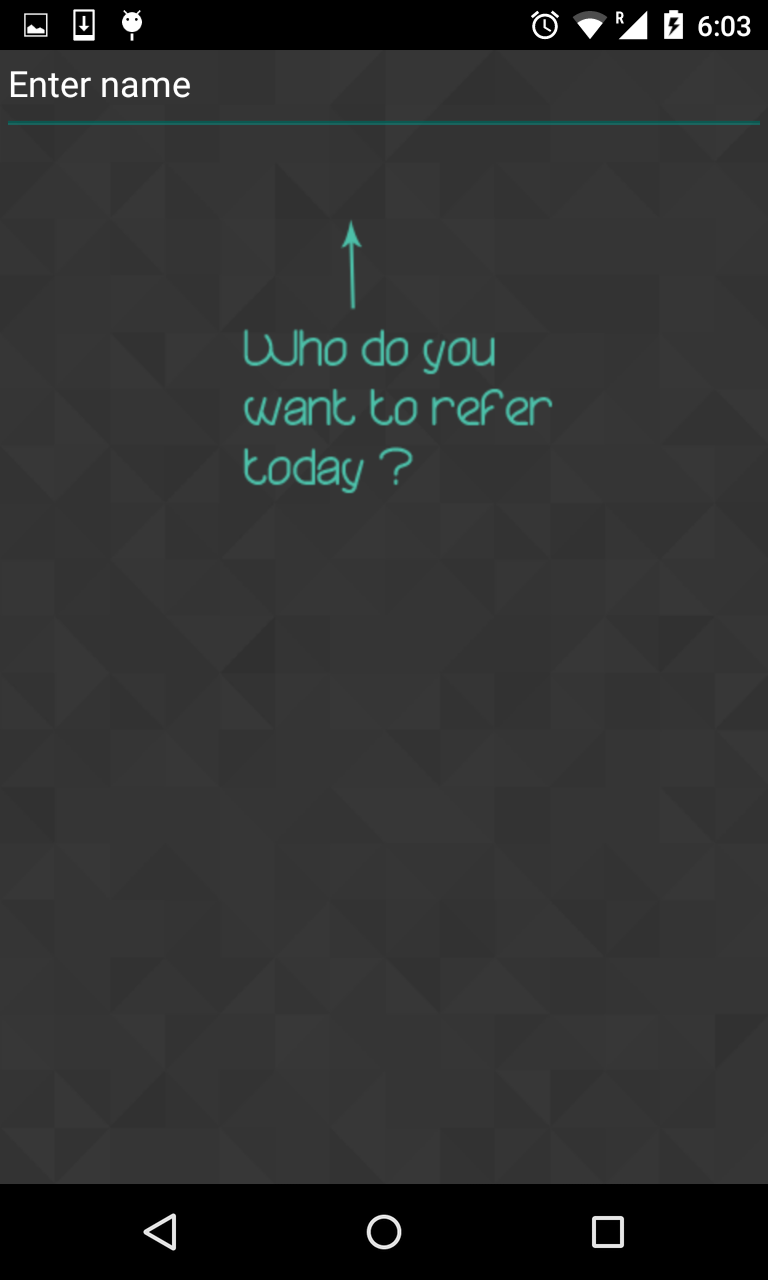 R 6:03
Enter name
Who do you
want to refer
today ?